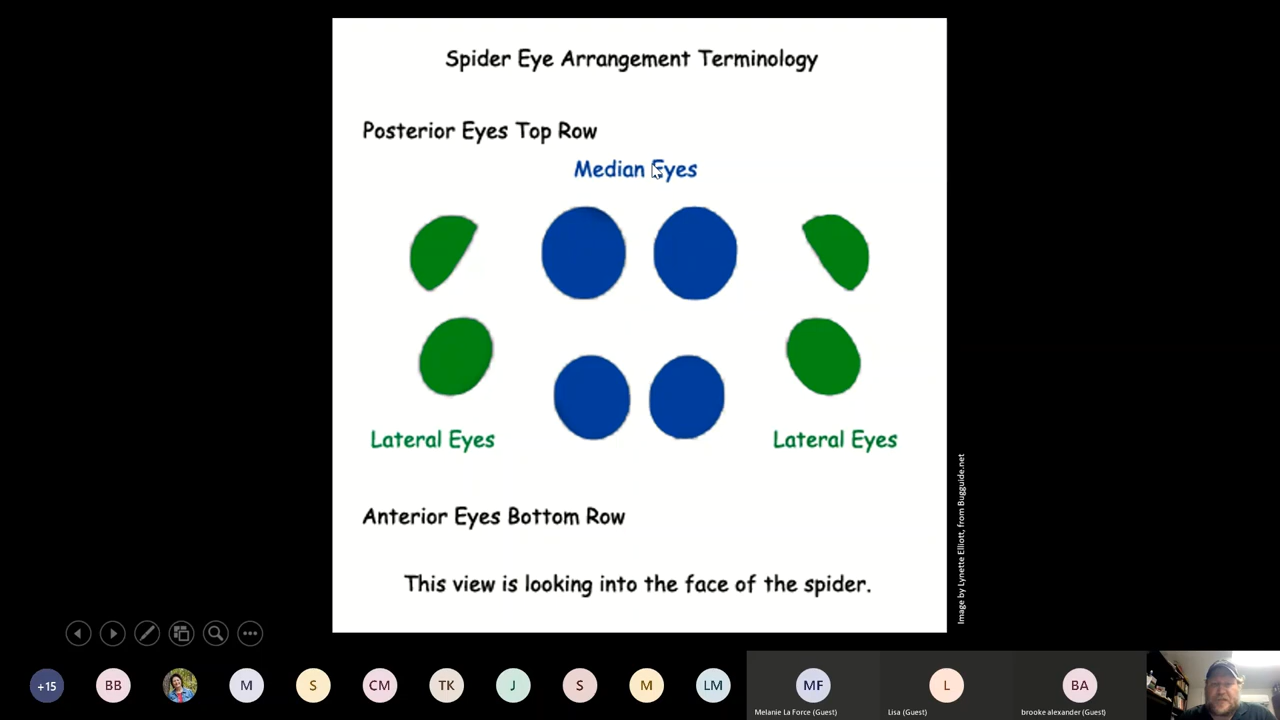 Spider Eye Arrangement Terminology
Posterior Eyes Top Row
Median Eyes
Lateral Eyes
Lateral Eyes
Anterior Eyes Bottom Row
This view is looking into the face of the spider.
Image by Lynette Elliott, from Bugguide.net
+15
BB
M
S
CM
TK
J
S
M
LM
MF
L
BA
Melanie La Force (Guest)
Lisa (Guest)
brooke alexander (Guest)